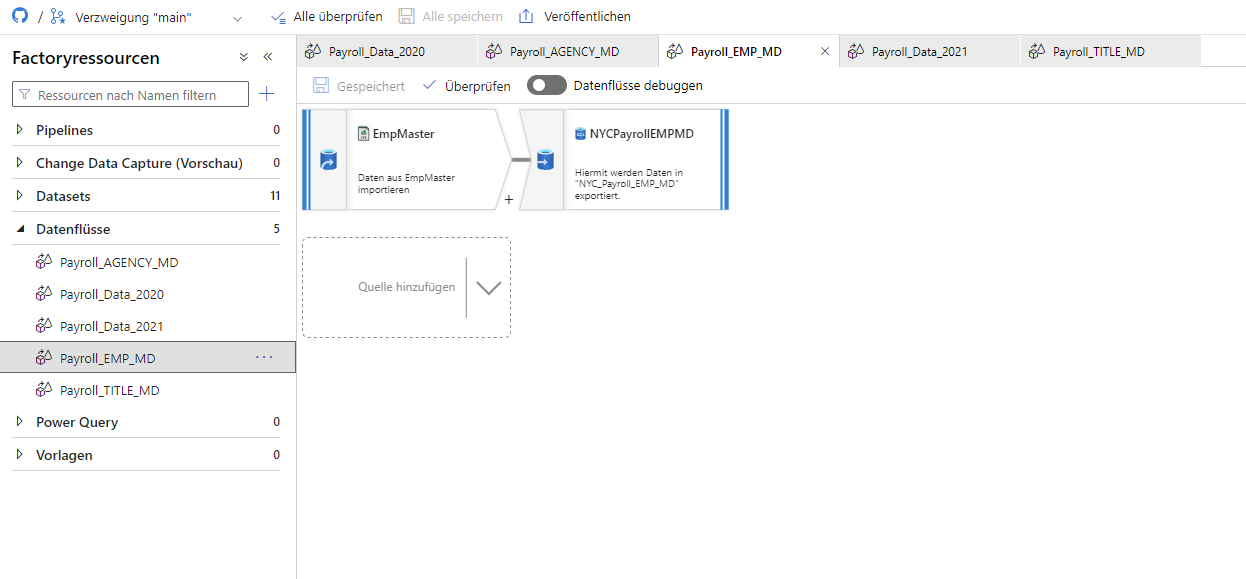 / Verzweigung "main" Alle überprüfen Alle speichern Veröffentlichen
Factoryressourcen
Ressourcen nach Namen filtern
Pipelines 0
Change Data Capture (Vorschau) 0
Datasets 11
Datenflüsse 5
Payroll_AGENCY_MD
Payroll_Data_2020
Payroll_Data_2021
Payroll_EMP_MD ...
Payroll_TITLE_MD
Power Query 0
Vorlagen 0
Payroll_Data_2020 Payroll_AGENCY_MD Payroll_EMP_MD Payroll_Data_2021 Payroll_TITLE_MD
Gespeichert Überprüfen Datenflüsse debuggen
EmpMaster
Daten aus EmpMaster
importieren
+
NYCPayrollEMPMD
Hiermit werden Daten in
"NYC_Payroll_EMP_MD"
exportiert.
Quelle hinzufügen